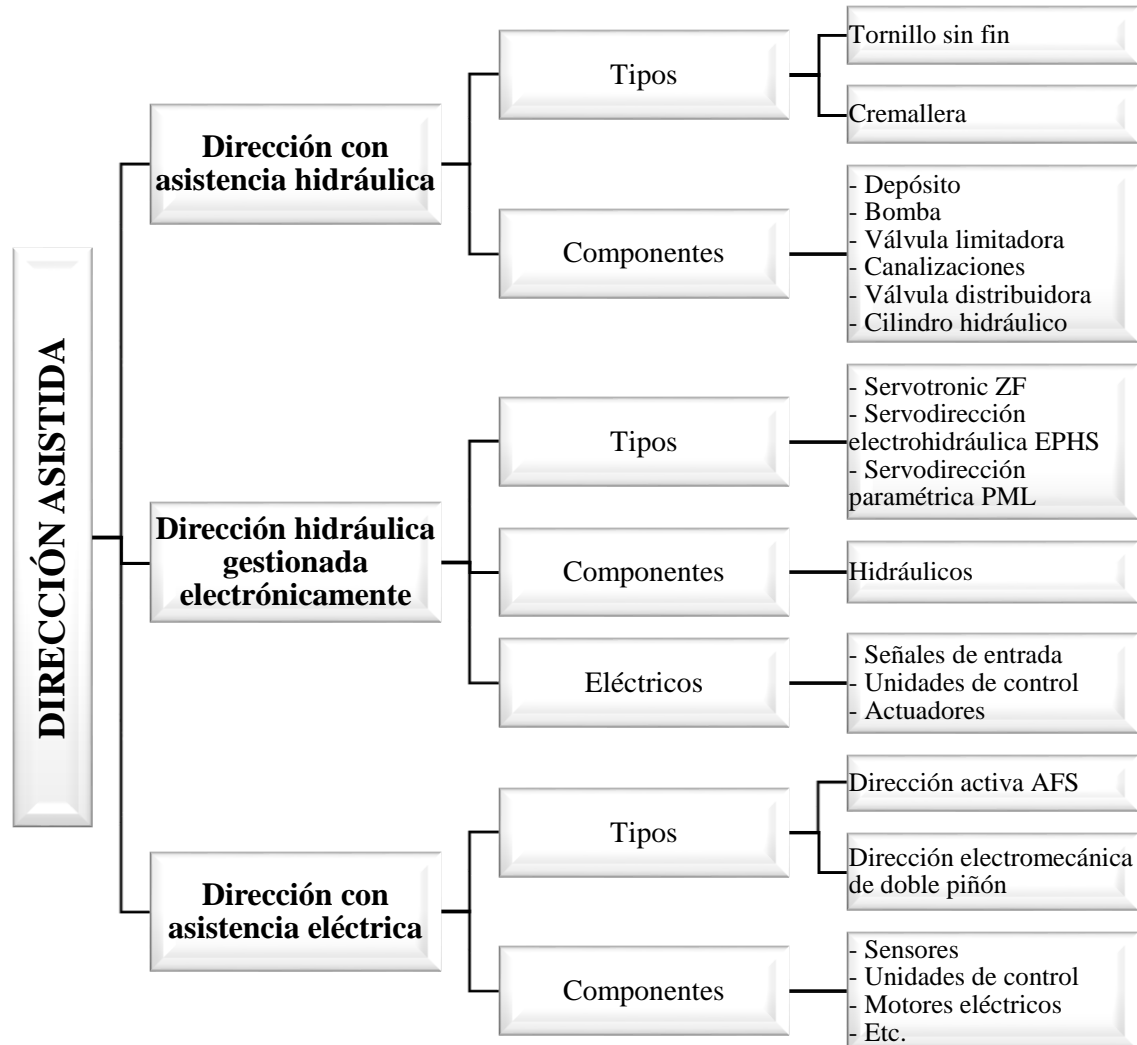 DIRECCIÓN ASISTIDA
Dirección con
asistencia hidráulica
Tipos
Tornillo sin fin
Cremallera
Componentes
- Depósito
- Bomba
- Válvula limitadora
- Canalizaciones
- Válvula distribuidora
- Cilindro hidráulico
Dirección hidráulica
gestionada
electrónicamente
Tipos
- Servotronic ZF
- Servodirección
electrohidráulica EPHS
- Servodirección
paramétrica PML
Componentes
Hidráulicos
Eléctricos
- Señales de entrada
- Unidades de control
- Actuadores
Dirección con
asistencia eléctrica
Tipos
Dirección activa AFS
Dirección electromecánica
de doble piñón
Componentes
- Sensores
- Unidades de control
- Motores eléctricos
- Etc.